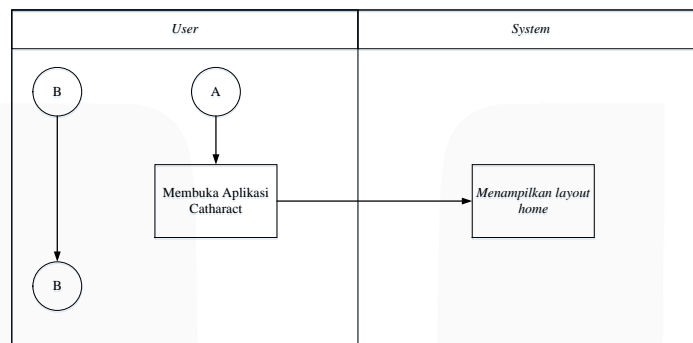 User
System
B
A
Membuka Aplikasi
Catharact
Menampilkan layout
home
B